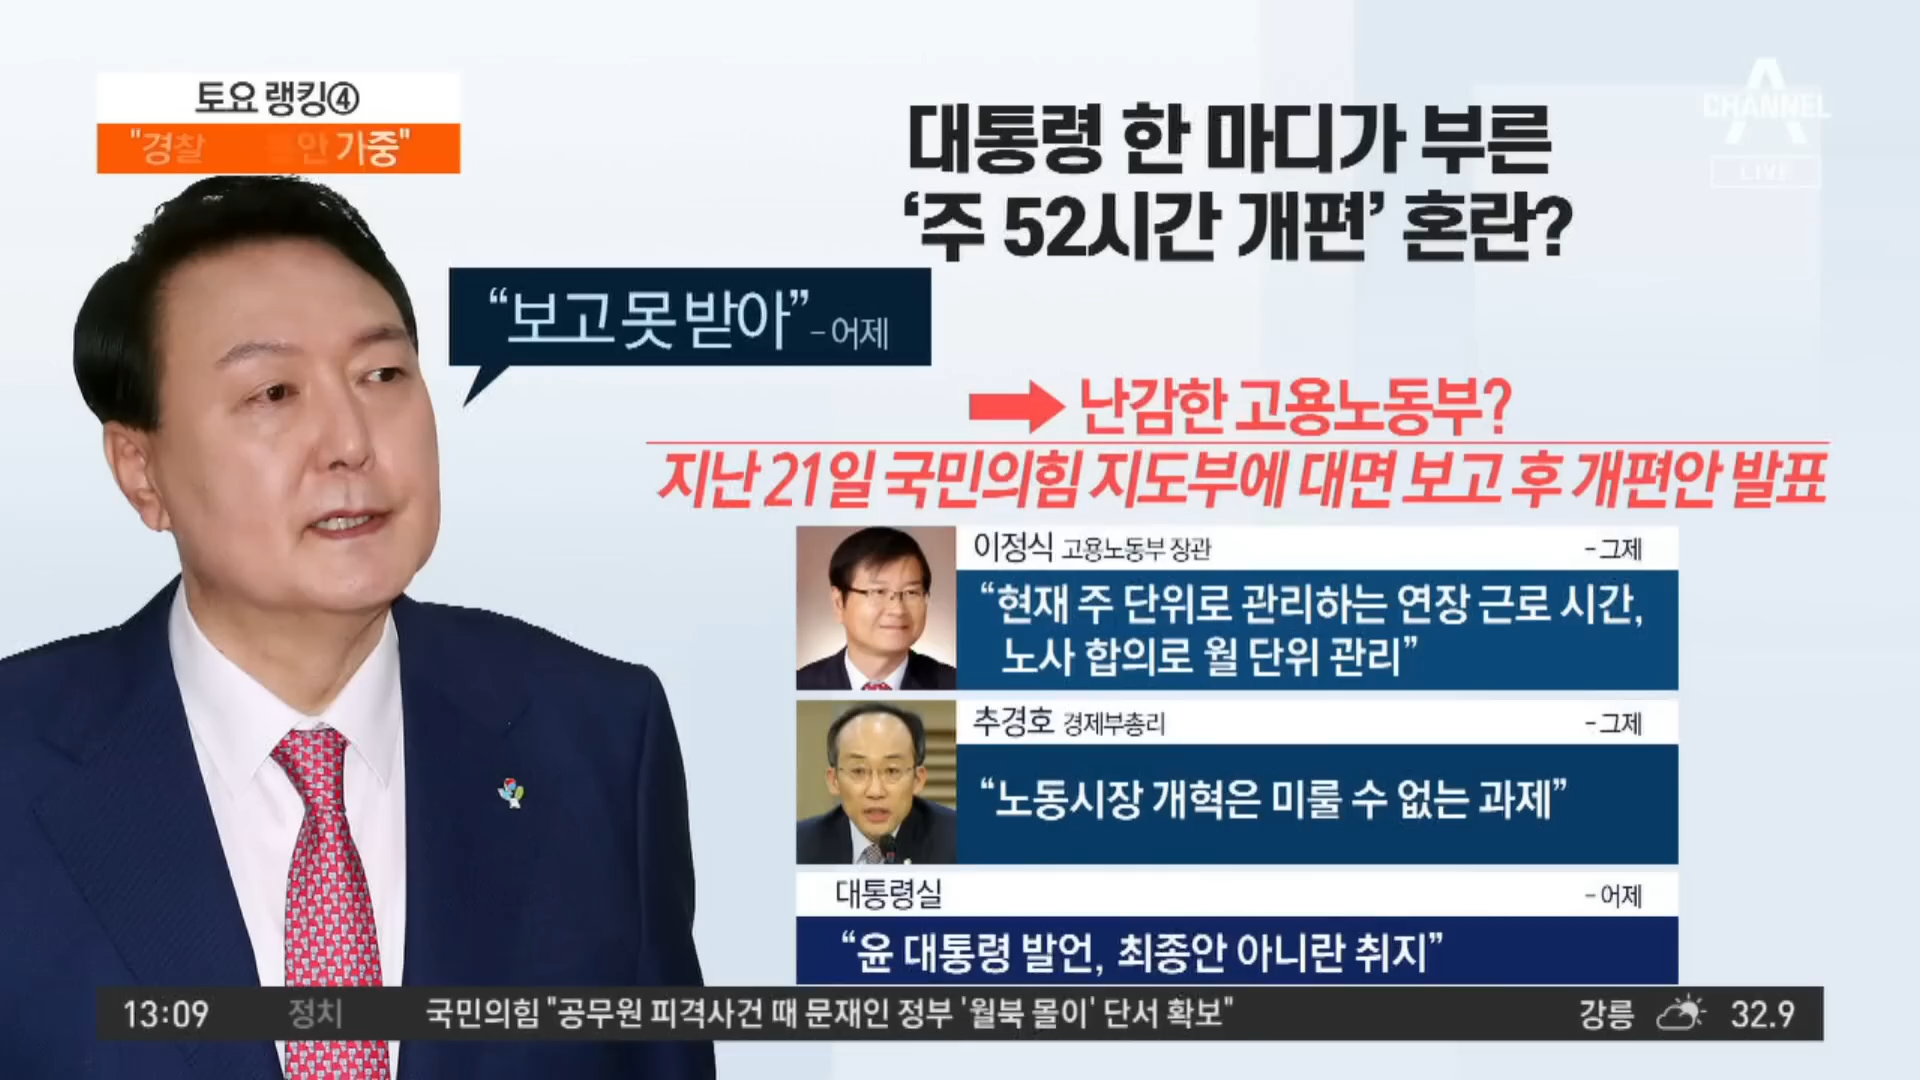 토요 랭킹④
"경찰 불안 가중"
CHANNEL A
LIVE
대통령 한 마디가 부른
‘주 52시간 개편’ 혼란?
“보고 못 받아” - 어제
난감한 고용노동부?
지난 21일 국민의힘 지도부에 대면 보고 후 개편안 발표
이정식 고용노동부 장관 - 그제
“현재 주 단위로 관리하는 연장 근로 시간,
노사 합의로 월 단위 관리”
추경호 경제부총리 - 그제
“노동시장 개혁은 미룰 수 없는 과제”
대통령실 - 어제
“윤 대통령 발언, 최종안 아니란 취지”
13:09 정치 국민의힘 "공무원 피격사건 때 문재인 정부 '월북 몰이' 단서 확보" 강릉 32.9